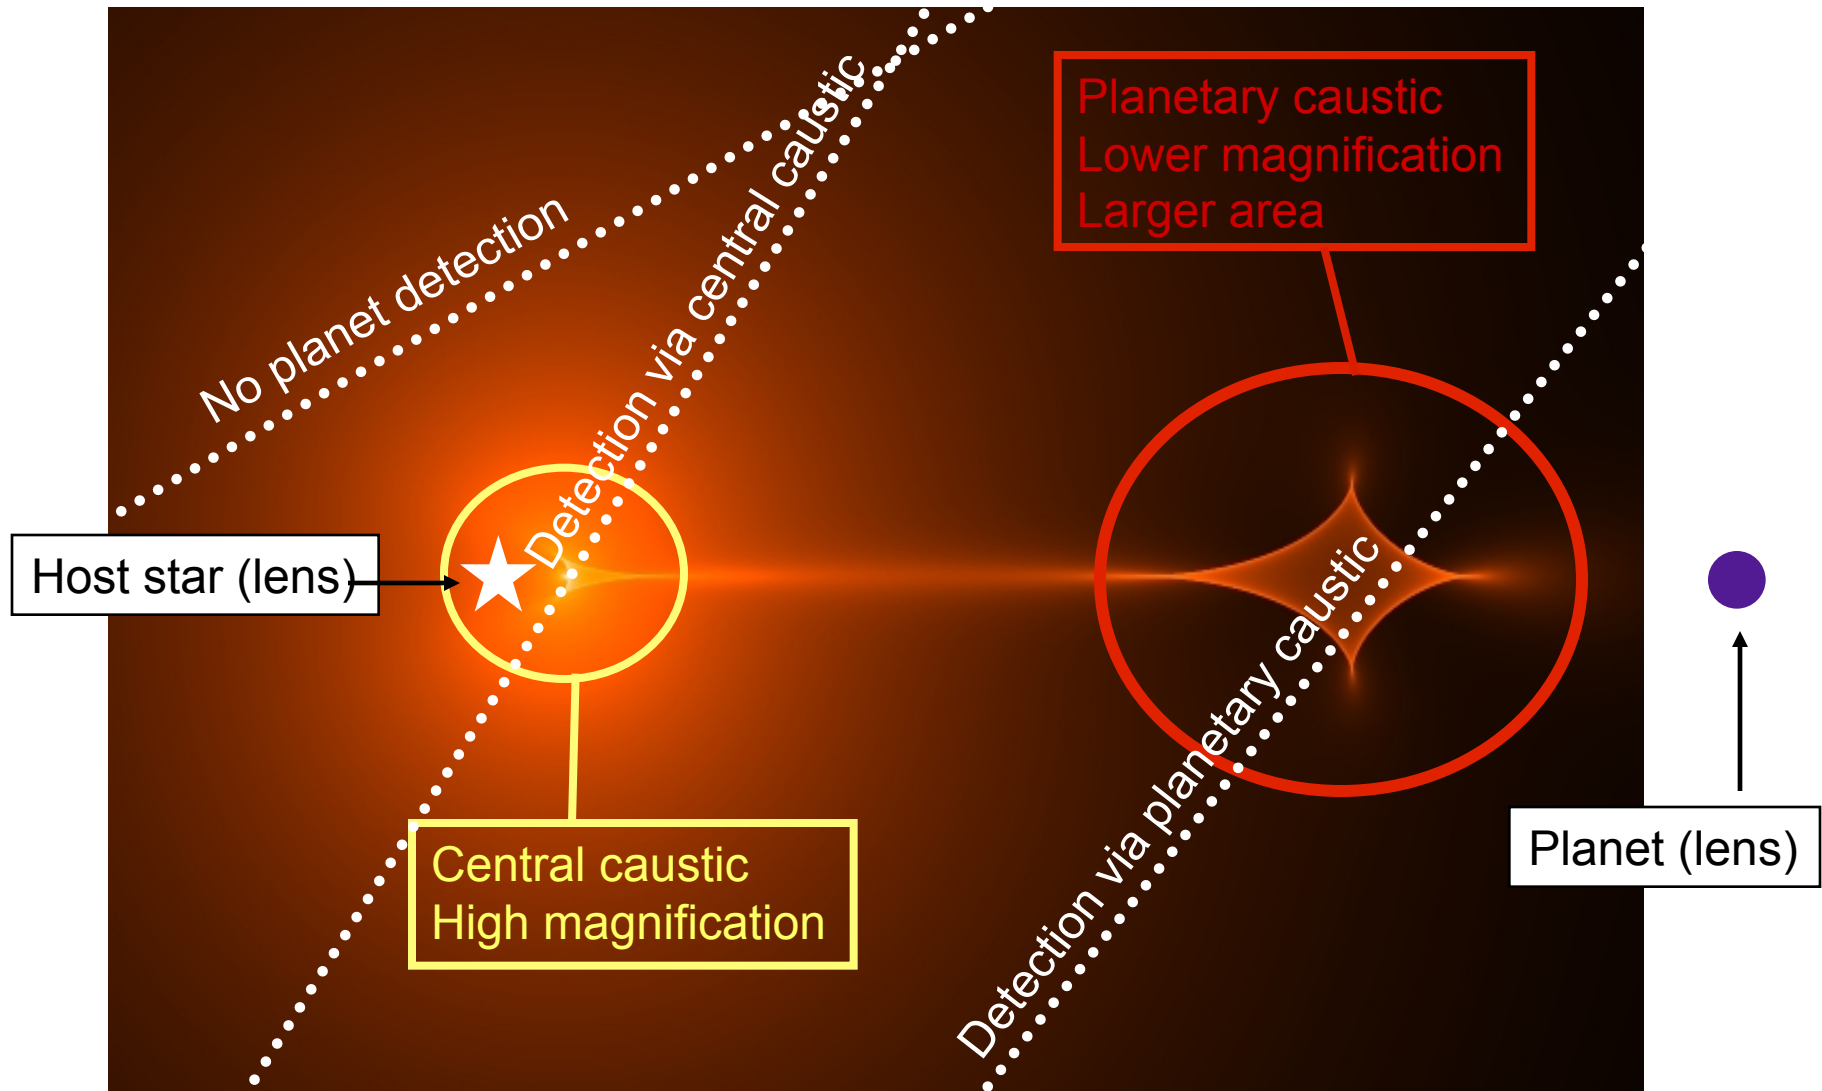 Planetary caustic
Lower magnification
Larger area
No planet detection
Detection via central caustic
Host star (lens)
Detection via planetary caustic
Planet (lens)
Central caustic
High magnification